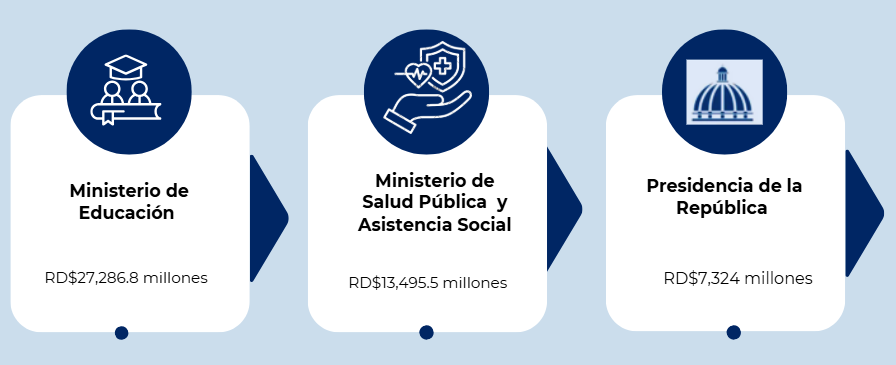 Ministerio de
Educación
RD$27,286.8 millones
Ministerio de
Salud Pública y
Asistencia Social
RD$13,495.5 millones
Presidencia de la
República
RD$7,324 millones